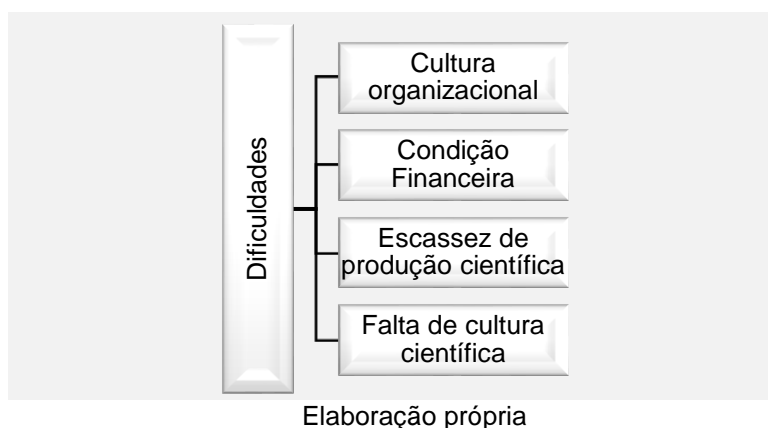 Dificuldades
Cultura
organizacional
Condição
Financeira
Escassez de
produção científica
Falta de cultura
científica
Elaboração própria